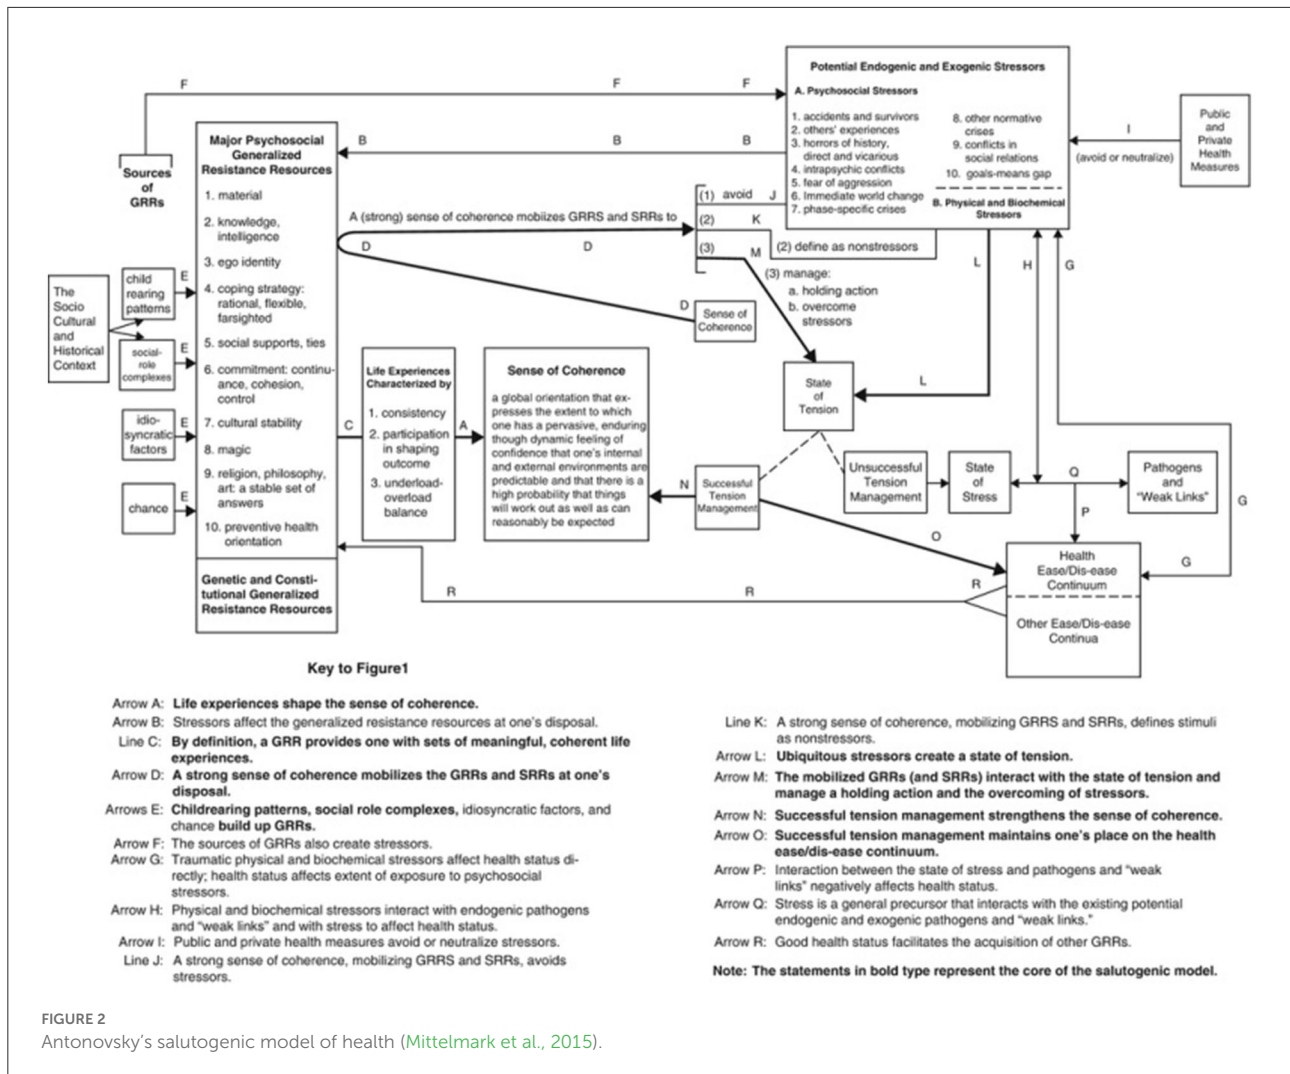 F
F
F
Potential Endogenic and Exogenic Stressors
A. Psychosocial Stressors
1. accidents and survivors
2. others' experiences
3. horrors of history,
direct and vicarious
4. intrapsychic conflicts
5. fear of aggression
6. Immediate world change
7. phase-specific crises
8. other normative
crises
9. conflicts in
social relations
10. goals-means gap
B. Physical and Biochemical
Stressors
I
(avoid or neutralize)
Public
and
Private
Health
Measures
Sources
of
GRRs
Major Psychosocial
Generalized
Resistance Resources
1. material
2. knowledge,
intelligence
3. ego identity
4. coping strategy:
rational, flexible,
farsighted
5. social supports, ties
6. commitment: continu-
ance, cohesion,
control
7. cultural stability
8. magic
9. religion, philosophy,
art: a stable set of
answers
10. preventive health
orientation
Genetic and Consti-
tutional Generalized
Resistance Resources
B
B
B
A (strong) sense of coherence mobiizes GRRS and SRRs to
D
D
D
(1) avoid J
(2) K
(3) M
(2) define as nonstressors
(3) manage:
a. holding action
b. overcome
stressors
Sense of
Coherence
L
H
G
The
Socio
Cultural
and
Historical
Context
child
rearing
patterns
E
social-
role
complexes
E
idio-
syncratic
factors
E
chance
E
C
Life Experiences
Characterized by
1. consistency
2. participation
in shaping
outcome
3. underload-
overload
balance
A
Sense of Coherence
a global orientation that ex-
presses the extent to which
one has a pervasive, enduring
though dynamic feeling of
confidence that one's internal
and external environments are
predictable and that there is a
high probability that things
will work out as well as can
reasonably be expected
State
of
Tension
L
N
Successful
Tension
Management
Unsuccessful
Tension
Management
State
of
Stress
Q
Pathogens
and
"Weak Links"
G
P
O
Health
Ease/Dis-ease
Continuum
G
R
R
R
Other Ease/Dis-ease
Continua
Key to Figure1
Arrow A: Life experiences shape the sense of coherence.
Arrow B: Stressors affect the generalized resistance resources at one's disposal.
Line C: By definition, a GRR provides one with sets of meaningful, coherent life
experiences.
Arrow D: A strong sense of coherence mobilizes the GRRs and SRRs at one's
disposal.
Arrows E: Childrearing patterns, social role complexes, idiosyncratic factors, and
chance build up GRRs.
Arrow F: The sources of GRRs also create stressors.
Arrow G: Traumatic physical and biochemical stressors affect health status di-
rectly; health status affects extent of exposure to psychosocial
stressors.
Arrow H: Physical and biochemical stressors interact with endogenic pathogens
and "weak links" and with stress to affect health status.
Arrow I: Public and private health measures avoid or neutralize stressors.
Line J: A strong sense of coherence, mobilizing GRRS and SRRs, avoids
stressors.
Line K: A strong sense of coherence, mobilizing GRRS and SRRs, defines stimuli
as nonstressors.
Arrow L: Ubiquitous stressors create a state of tension.
Arrow M: The mobilized GRRs (and SRRs) interact with the state of tension and
manage a holding action and the overcoming of stressors.
Arrow N: Successful tension management strengthens the sense of coherence.
Arrow O: Successful tension management maintains one's place on the health
ease/dis-ease continuum.
Arrow P: Interaction between the state of stress and pathogens and "weak
links" negatively affects health status.
Arrow Q: Stress is a general precursor that interacts with the existing potential
endogenic and exogenic pathogens and "weak links."
Arrow R: Good health status facilitates the acquisition of other GRRs.
Note: The statements in bold type represent the core of the salutogenic model.
FIGURE 2
Antonovsky's salutogenic model of health (Mittelmark et al., 2015).